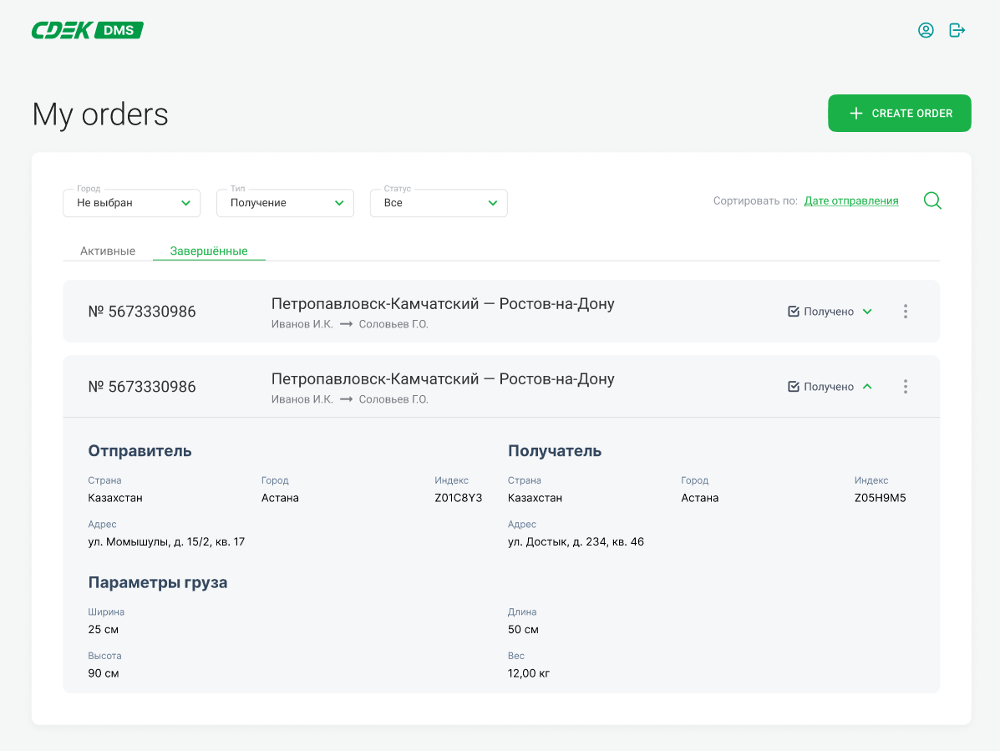 CDEK DMS
My orders
CREATE ORDER
Город
Не выбран
Тип
Получение
Статус
Все
Сортировать по: Дате отправления
Активные
Завершённые
№ 5673330986
Петропавловск-Камчатский — Ростов-на-Дону
Иванов И.К. → Соловьев Г.О.
Получено
№ 5673330986
Петропавловск-Камчатский — Ростов-на-Дону
Иванов И.К. → Соловьев Г.О.
Получено
Отправитель
Страна
Казахстан
Город
Астана
Индекс
Z01C8Y3
Адрес
ул. Момышулы, д. 15/2, кв. 17
Получатель
Страна
Казахстан
Город
Астана
Индекс
Z05H9M5
Адрес
ул. Достык, д. 234, кв. 46
Параметры груза
Ширина
25 см
Длина
50 см
Высота
90 см
Вес
12,00 кг